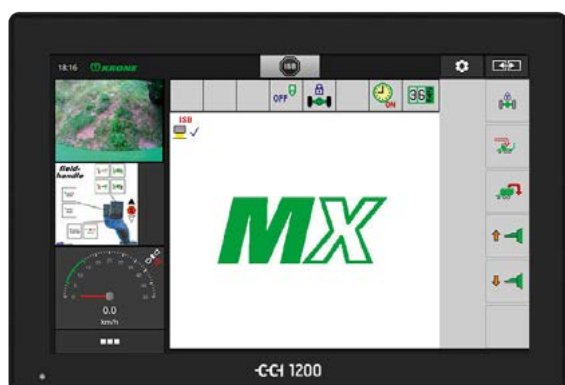 18:16 KRONE ISB
OFF ON 36
ISB
field-
handle
MX
0.0
km/h
CCI 1200